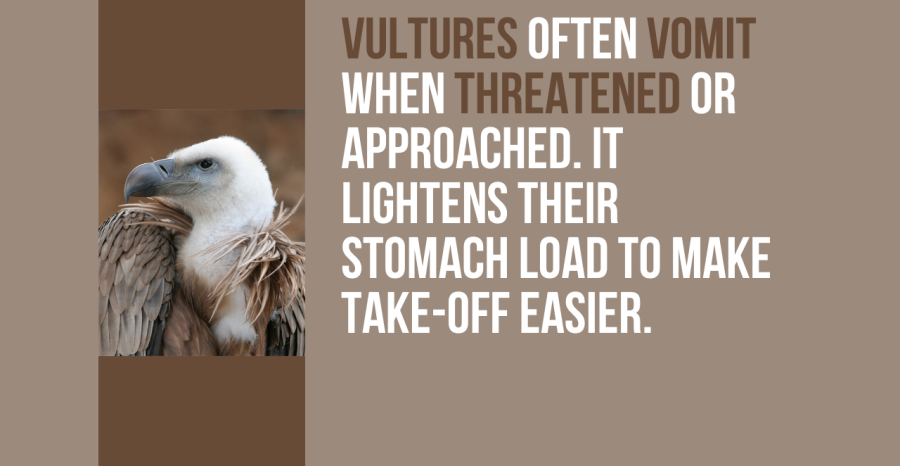 VULTURES OFTEN VOMIT
WHEN THREATENED OR
APPROACHED. IT
LIGHTENS THEIR
STOMACH LOAD TO MAKE
TAKE-OFF EASIER.